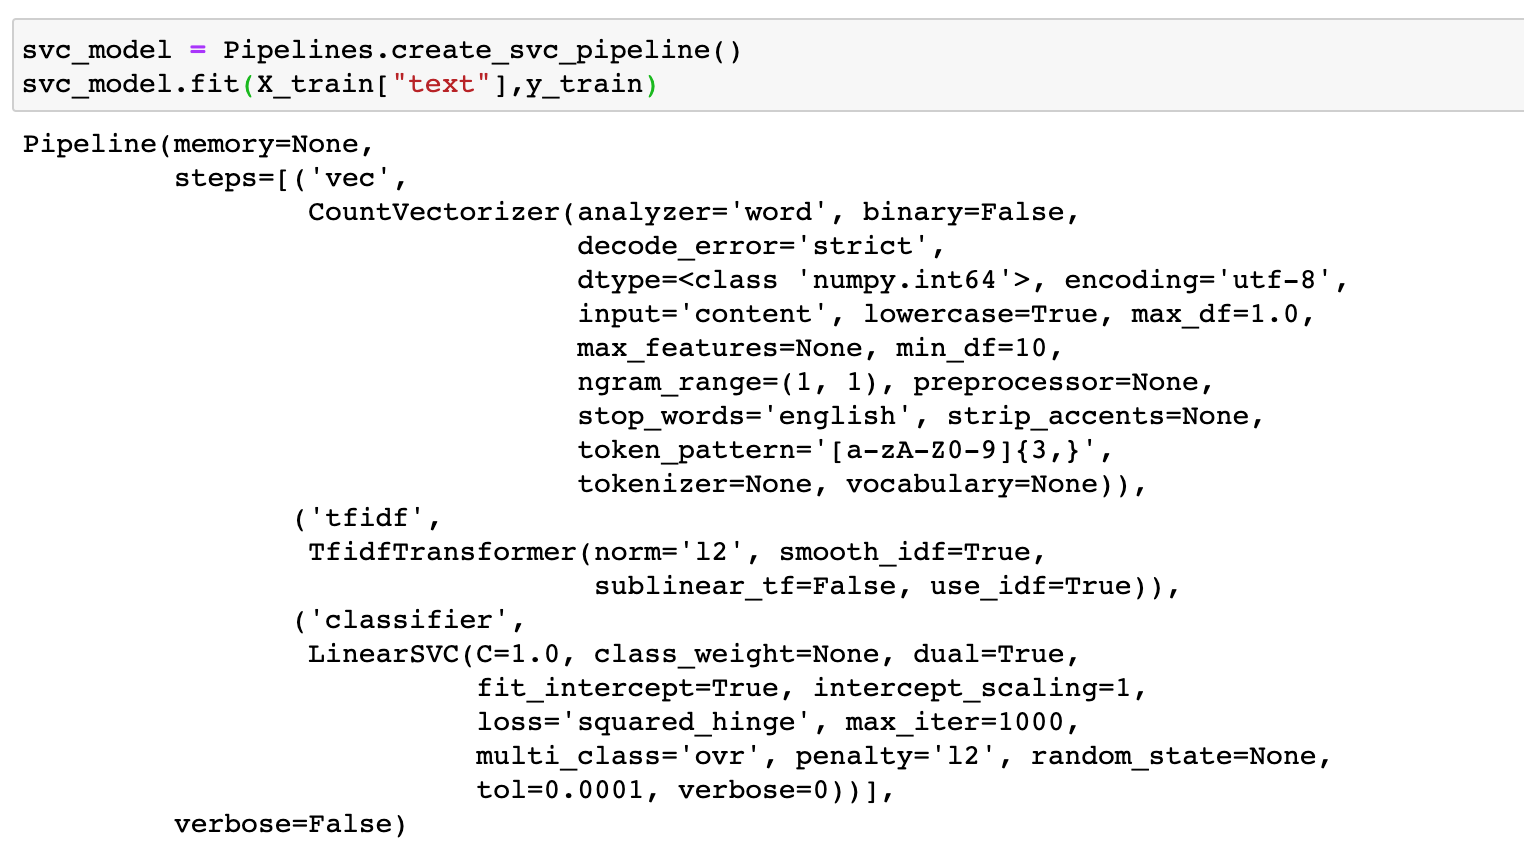 svc_model = Pipelines.create_svc_pipeline()
svc_model.fit(X_train["text"],y_train)
Pipeline(memory=None,
         steps=[('vec',
                 CountVectorizer(analyzer='word', binary=False,
                                 decode_error='strict',
                                 dtype=<class 'numpy.int64'>, encoding='utf-8',
                                 input='content', lowercase=True, max_df=1.0,
                                 max_features=None, min_df=10,
                                 ngram_range=(1, 1), preprocessor=None,
                                 stop_words='english', strip_accents=None,
                                 token_pattern='[a-zA-Z0-9]{3,}',
                                 tokenizer=None, vocabulary=None)),
                ('tfidf',
                 TfidfTransformer(norm='l2', smooth_idf=True,
                                  sublinear_tf=False, use_idf=True)),
                ('classifier',
                 LinearSVC(C=1.0, class_weight=None, dual=True,
                           fit_intercept=True, intercept_scaling=1,
                           loss='squared_hinge', max_iter=1000,
                           multi_class='ovr', penalty='l2', random_state=None,
                           tol=0.0001, verbose=0))],
         verbose=False)